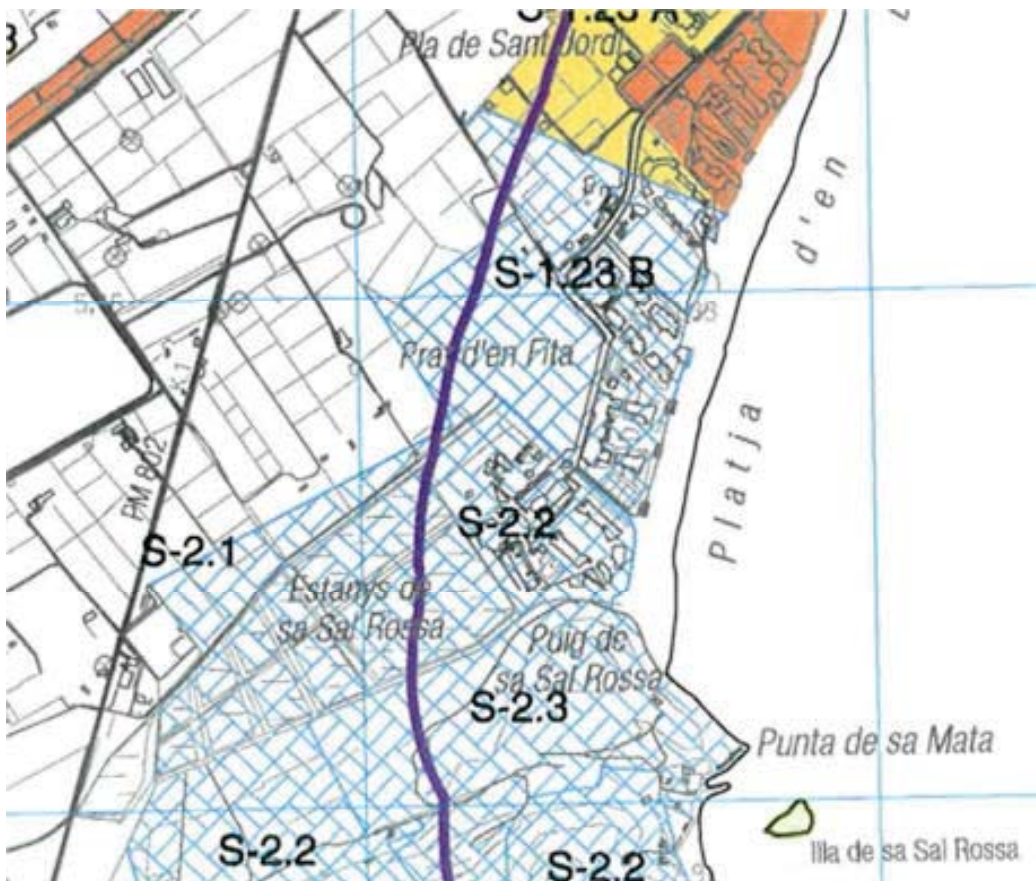 S-1.23 A
Pla de Sant Jordi
S-1.23 B
Prat d'en Fita
PM 802
Platja d'en
S-2.1
S-2.2
Estanys de
sa Sal Rossa
Puig de
sa Sal Rossa
S-2.3
Punta de sa Mata
S-2.2
S-2.2
Illa de sa Sal Rossa